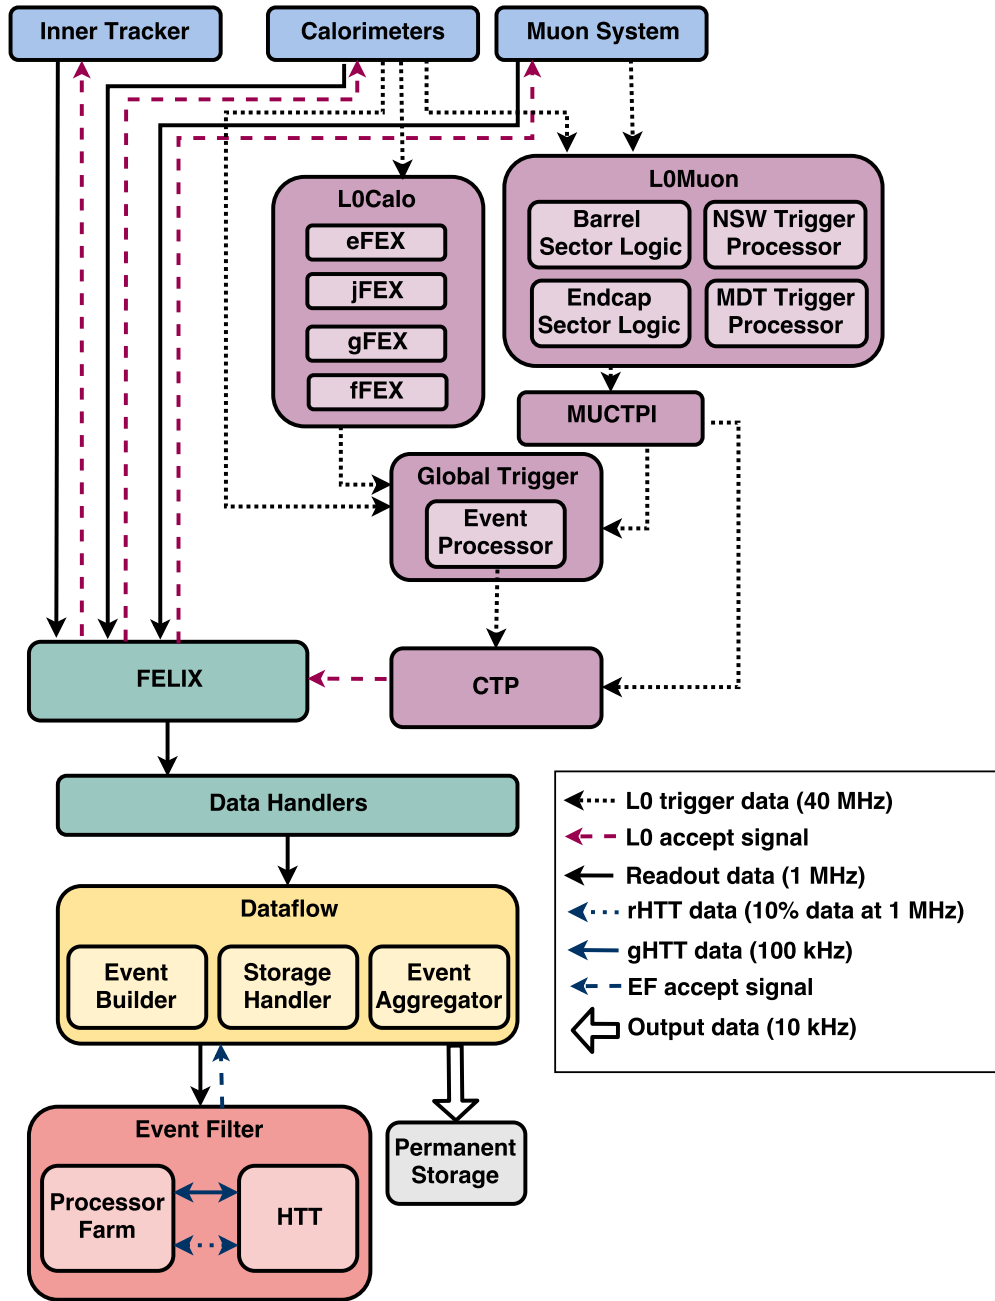 Inner Tracker
Calorimeters
Muon System
L0Calo
eFEX
jFEX
gFEX
fFEX
L0Muon
Barrel
Sector Logic
NSW Trigger
Processor
Endcap
Sector Logic
MDT Trigger
Processor
MUCTPI
Global Trigger
Event
Processor
FELIX
CTP
Data Handlers
Dataflow
Event
Builder
Storage
Handler
Event
Aggregator
L0 trigger data (40 MHz)
L0 accept signal
Readout data (1 MHz)
rHTT data (10% data at 1 MHz)
gHTT data (100 kHz)
EF accept signal
Output data (10 kHz)
Event Filter
Processor
Farm
HTT
Permanent
Storage